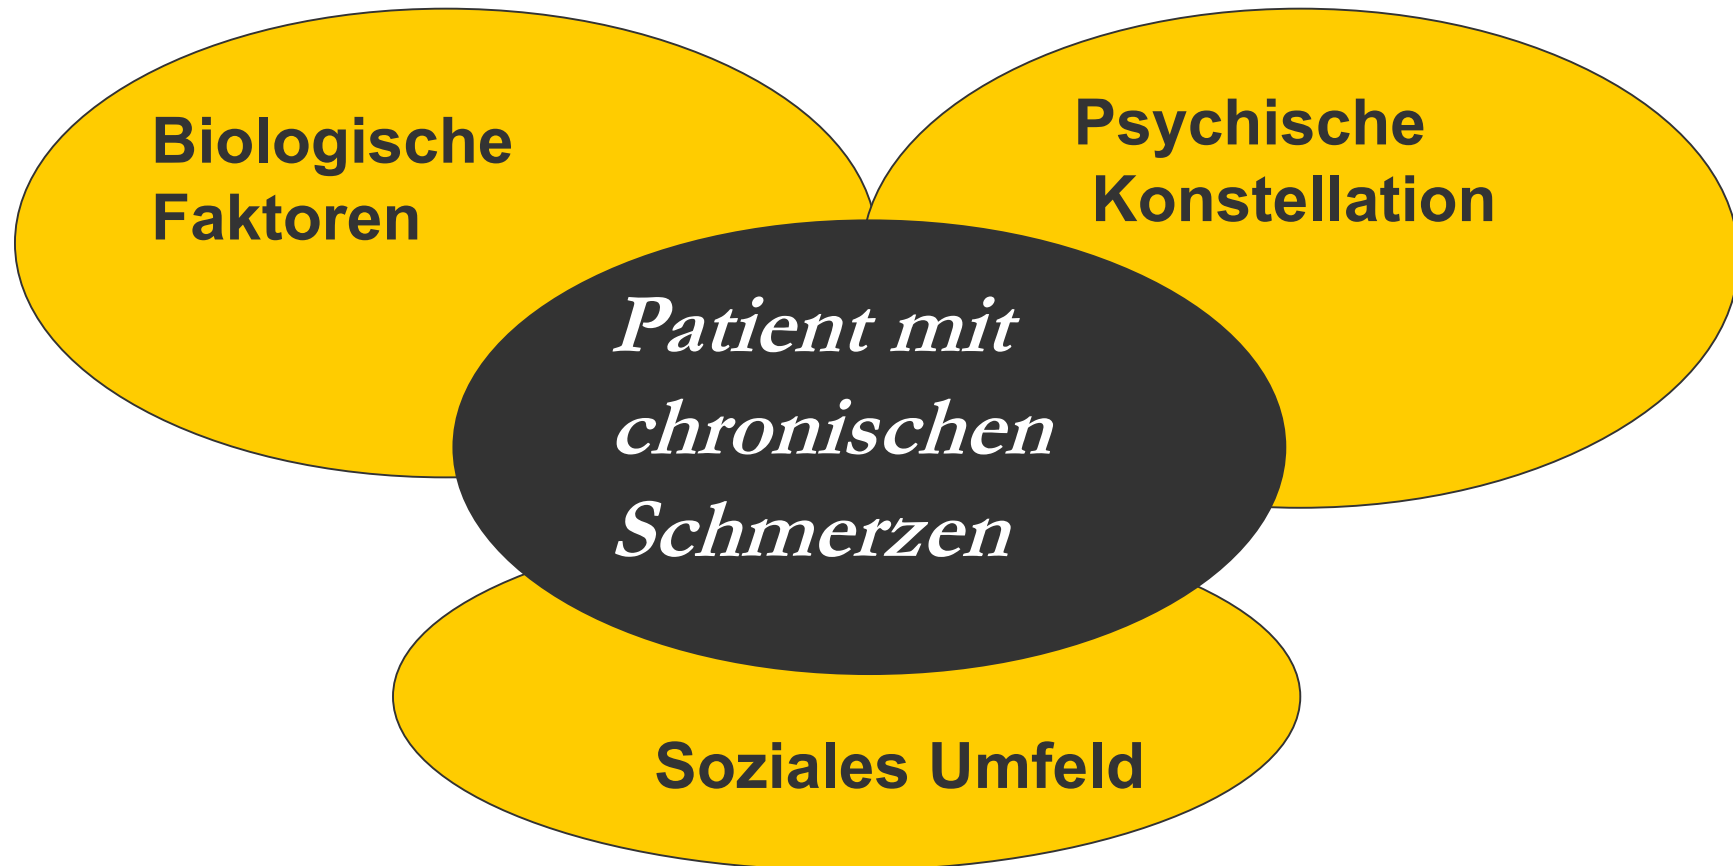 Biologische
Faktoren
Psychische
Konstellation
Patient mit
chronischen
Schmerzen
Soziales Umfeld